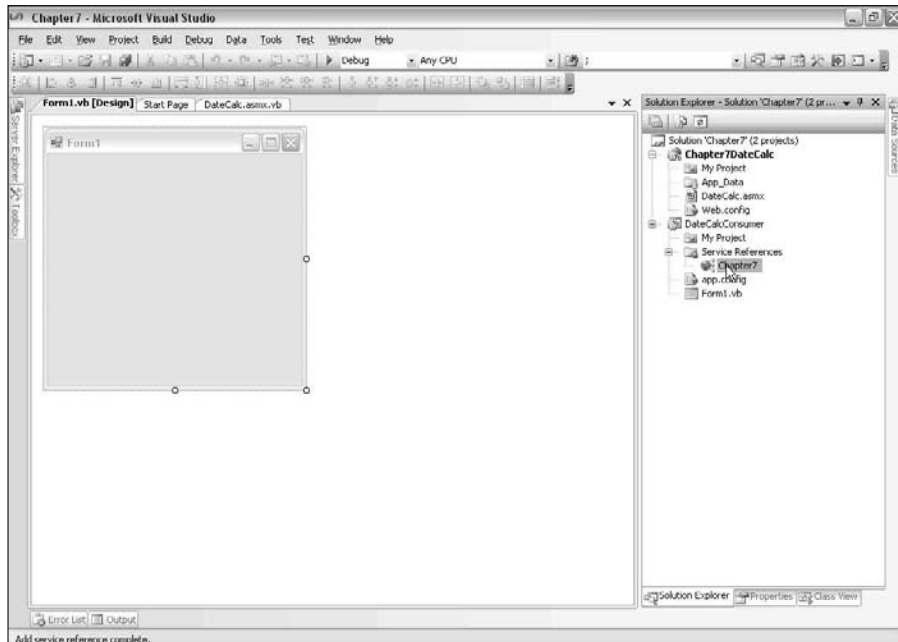 Chapter7 - Microsoft Visual Studio
File Edit View Project Build Debug Data Tools Test Window Help
Debug Any CPU
Form1.vb [Design] Start Page DateCalc.asmx.vb
Server Explorer
Toolbox
Form1
Solution Explorer - Solution 'Chapter7' (2 pr...
Solution 'Chapter7' (2 projects)
Chapter7DateCalc
My Project
App_Data
DateCalc.asmx
Web.config
DateCalcConsumer
My Project
Service References
Chapter7
app.config
Form1.vb
Data Sources
Solution Explorer Properties Class View
Error List Output
Add service reference complete.